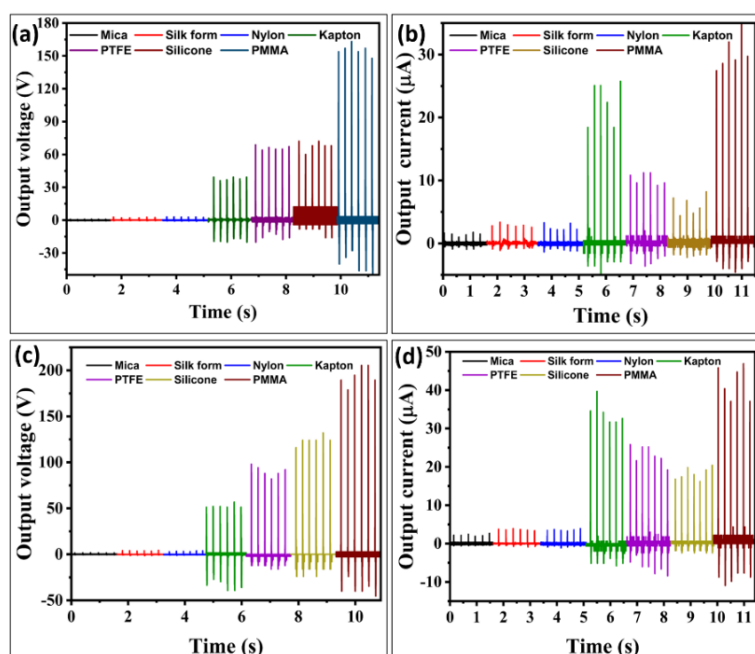 (a)
Mica Silk form Nylon Kapton
PTFE Silicone PMMA
Output voltage (V)
180
150
120
90
60
30
0
-30
0 2 4 6 8 10
Time (s)
(b)
Mica Silk form Nylon Kapton
PTFE Silicone PMMA
Output current (μA)
30
20
10
0
0 1 2 3 4 5 6 7 8 9 10 11
Time (s)
(c)
Mica Silk form Nylon Kapton
PTFE Silicone PMMA
Output voltage (V)
200
150
100
50
0
-50
0 2 4 6 8 10
Time (s)
(d)
Mica Silk form Nylon Kapton
PTFE Silicone PMMA
Output current (μA)
50
40
30
20
10
0
-10
0 1 2 3 4 5 6 7 8 9 10 11
Time (s)